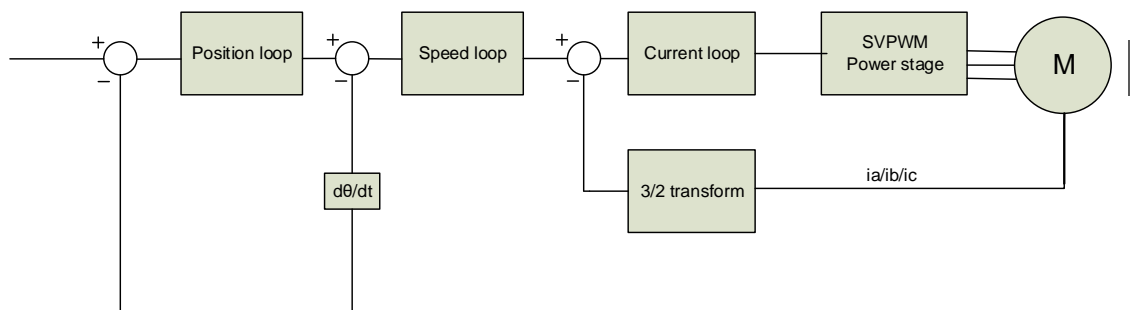 +
−
Position loop
+
−
Speed loop
+
−
Current loop
SVPWM
Power stage
M
dθ/dt
3/2 transform
ia/ib/ic